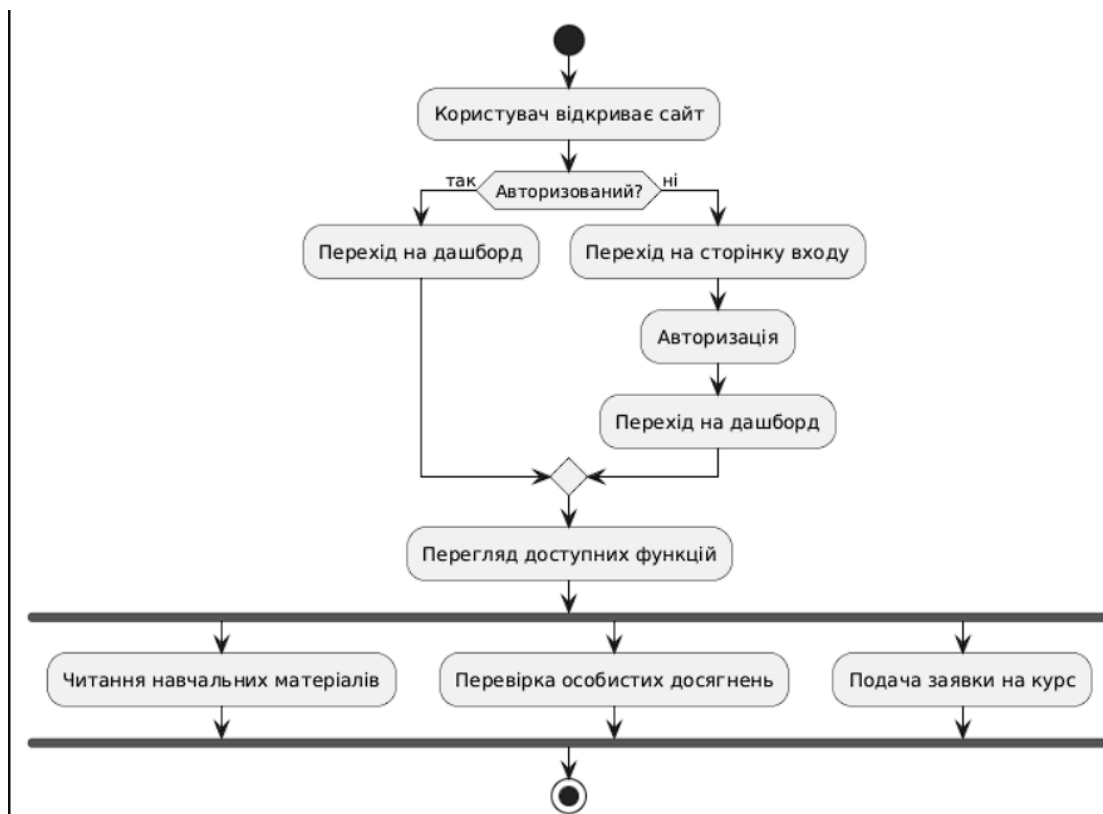 Користувач відкриває сайт
так
Авторизований?
ні
Перехід на дашборд
Перехід на сторінку входу
Авторизація
Перехід на дашборд
Перегляд доступних функцій
Читання навчальних матеріалів
Перевірка особистих досягнень
Подача заявки на курс